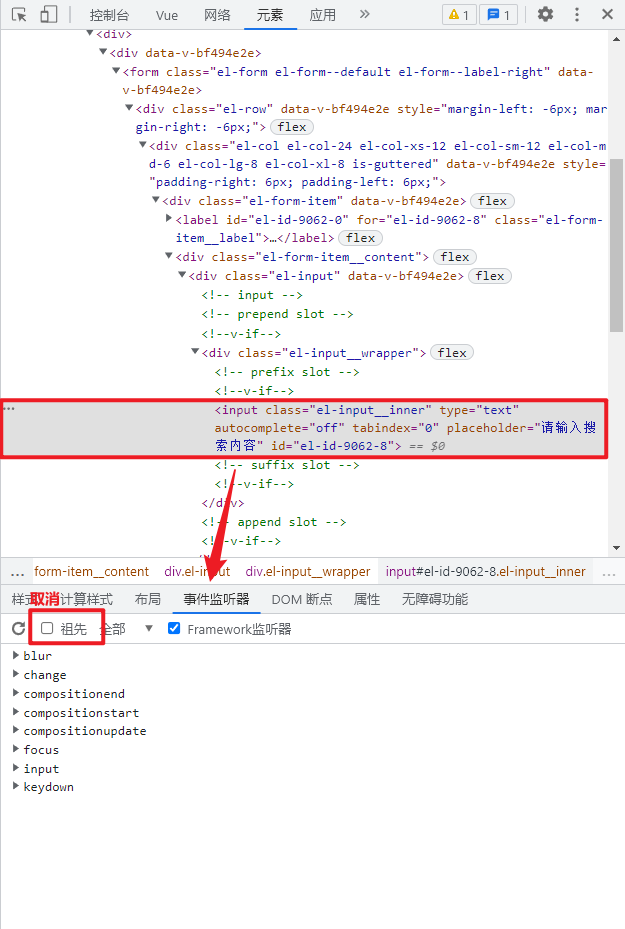 控制台 Vue 网络 元素 应用 » 1 1
<div>
<div data-v-bf494e2e>
<form class="el-form el-form--default el-form--label-right" data-
v-bf494e2e>
<div class="el-row" data-v-bf494e2e style="margin-left: -6px; mar
gin-right: -6px;"> flex
<div class="el-col el-col-24 el-col-xs-12 el-col-sm-12 el-col-m
d-6 el-col-lg-8 el-col-xl-8 is-guttered" data-v-bf494e2e style=
"padding-right: 6px; padding-left: 6px;">
<div class="el-form-item" data-v-bf494e2e> flex
<label id="el-id-9062-0" for="el-id-9062-8" class="el-form-
item__label">…</label> flex
<div class="el-form-item__content"> flex
<div class="el-input" data-v-bf494e2e> flex
<!-- input -->
<!-- prepend slot -->
<!--v-if-->
<div class="el-input__wrapper"> flex
<!-- prefix slot -->
<!--v-if-->
<input class="el-input__inner" type="text"
autocomplete="off" tabindex="0" placeholder="请输入搜
索内容" id="el-id-9062-8"> == $0
<!-- suffix slot -->
<!--v-if-->
</div>
<!-- append slot -->
<!--v-if-->
... form-item__content div.el-input div.el-input__wrapper input#el-id-9062-8.el-input__inner ...
取消计算样式 布局 事件监听器 DOM 断点 属性 无障碍功能
祖先 全部 Framework监听器
blur
change
compositionend
compositionstart
compositionupdate
focus
input
keydown